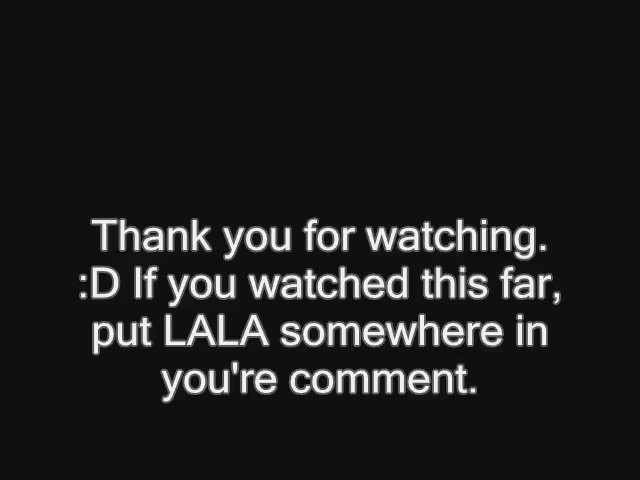 Thank you for watching.
:D If you watched this far,
put LALA somewhere in
you're comment.